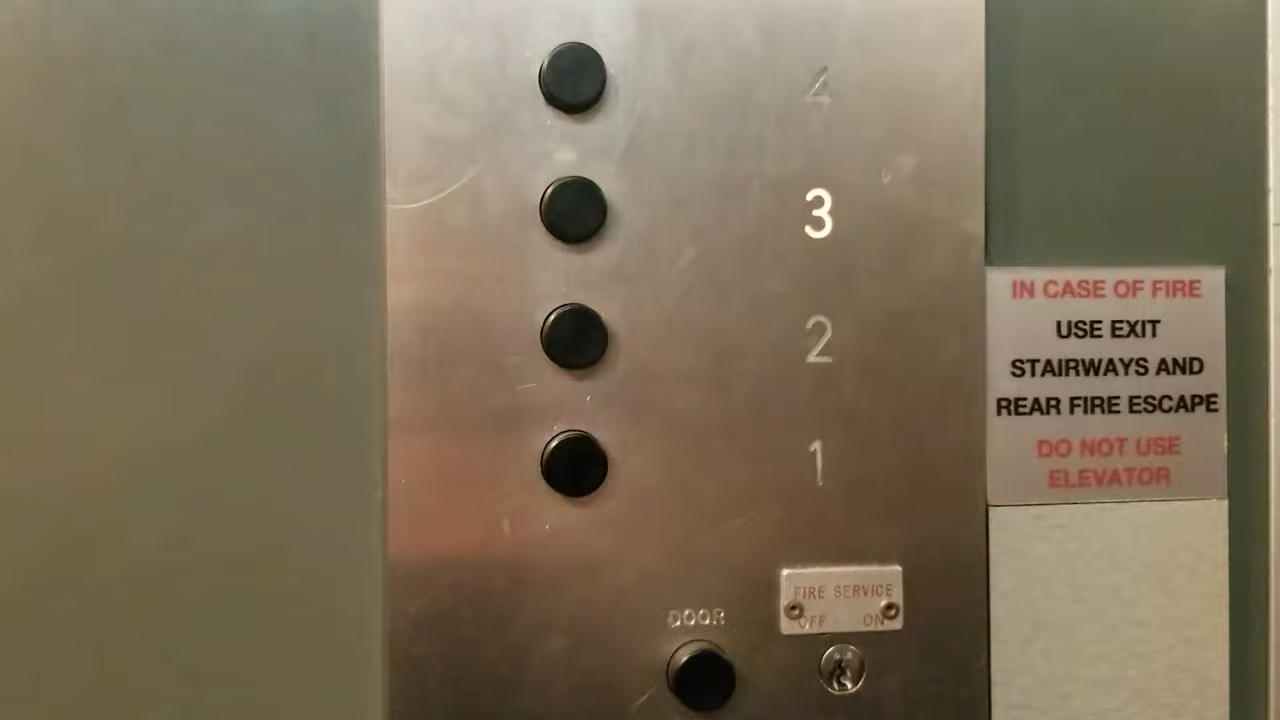 4
3
2
1
IN CASE OF FIRE
USE EXIT
STAIRWAYS AND
REAR FIRE ESCAPE
DO NOT USE
ELEVATOR
FIRE SERVICE
OFF ON
DOOR